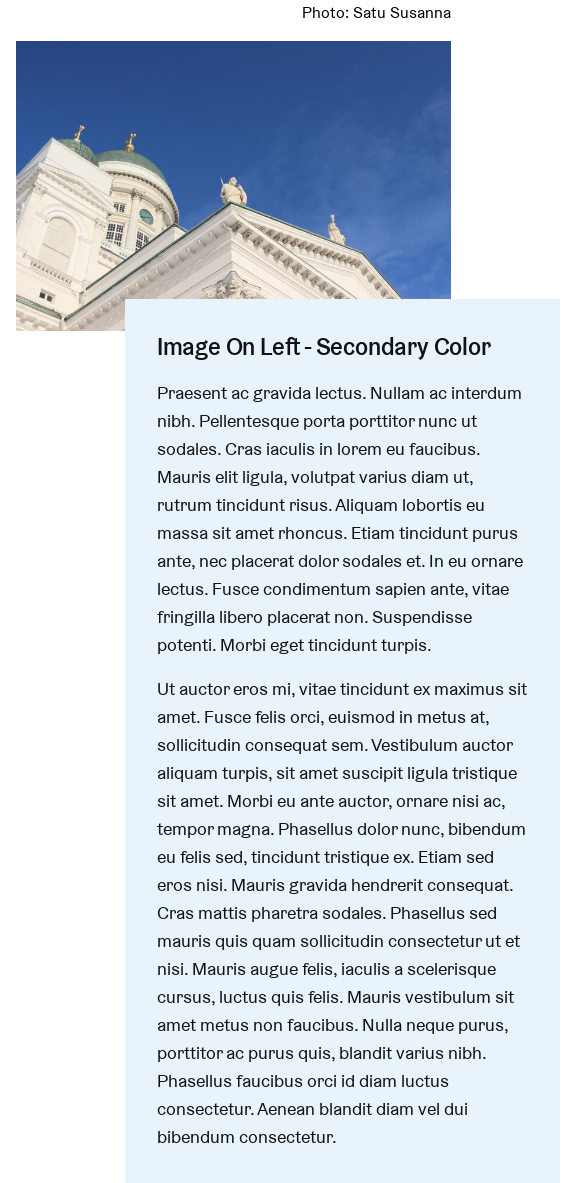 Photo: Satu Susanna
Image On Left - Secondary Color
Praesent ac gravida lectus. Nullam ac interdum
nibh. Pellentesque porta porttitor nunc ut
sodales. Cras iaculis in lorem eu faucibus.
Mauris elit ligula, volutpat varius diam ut,
rutrum tincidunt risus. Aliquam lobortis eu
massa sit amet rhoncus. Etiam tincidunt purus
ante, nec placerat dolor sodales et. In eu ornare
lectus. Fusce condimentum sapien ante, vitae
fringilla libero placerat non. Suspendisse
potenti. Morbi eget tincidunt turpis.
Ut auctor eros mi, vitae tincidunt ex maximus sit
amet. Fusce felis orci, euismod in metus at,
sollicitudin consequat sem. Vestibulum auctor
aliquam turpis, sit amet suscipit ligula tristique
sit amet. Morbi eu ante auctor, ornare nisi ac,
tempor magna. Phasellus dolor nunc, bibendum
eu felis sed, tincidunt tristique ex. Etiam sed
eros nisi. Mauris gravida hendrerit consequat.
Cras mattis pharetra sodales. Phasellus sed
mauris quis quam sollicitudin consectetur ut et
nisi. Mauris augue felis, iaculis a scelerisque
cursus, luctus quis felis. Mauris vestibulum sit
amet metus non faucibus. Nulla neque purus,
porttitor ac purus quis, blandit varius nibh.
Phasellus faucibus orci id diam luctus
consectetur. Aenean blandit diam vel dui
bibendum consectetur.